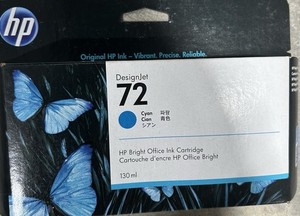 hp
Original HP Ink – Vibrant. Precise. Reliable.
DesignJet
72
Cyan 파랑
Cian 青色
シアン
HP Bright Office Ink Cartridge
Cartouche d'encre HP Office Bright
130 ml